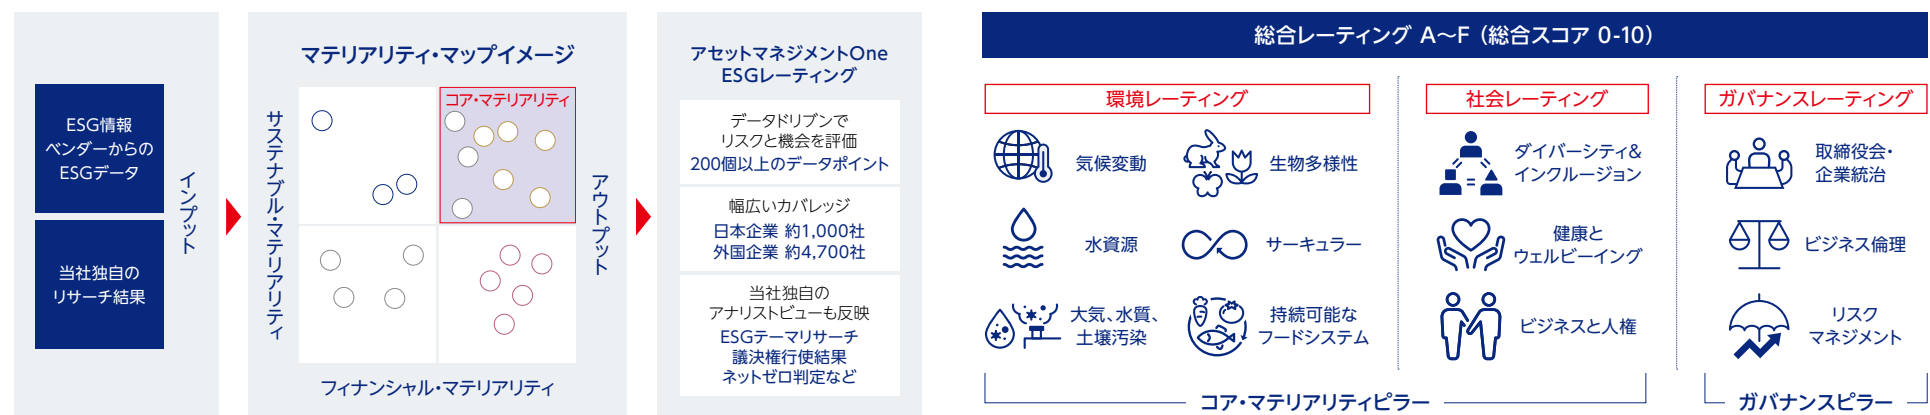 ESG情報
ベンダーからの
ESGデータ
当社独自の
リサーチ結果
インプット
マテリアリティ・マップイメージ
サステナブル・マテリアリティ
コア・マテリアリティ
フィナンシャル・マテリアリティ
アウトプット
アセットマネジメントOne
ESGレーティング
データドリブンで
リスクと機会を評価
200個以上のデータポイント
幅広いカバレッジ
日本企業 約1,000社
外国企業 約4,700社
当社独自の
アナリストビューも反映
ESGテーマリサーチ
議決権行使結果
ネットゼロ判定など
総合レーティング A～F（総合スコア 0-10）
環境レーティング
気候変動
生物多様性
水資源
サーキュラー
大気、水質、
土壌汚染
持続可能な
フードシステム
社会レーティング
ダイバーシティ&
インクルージョン
健康と
ウェルビーイング
ビジネスと人権
コア・マテリアリティピラー
ガバナンスレーティング
取締役会・
企業統治
ビジネス倫理
リスク
マネジメント
ガバナンスピラー